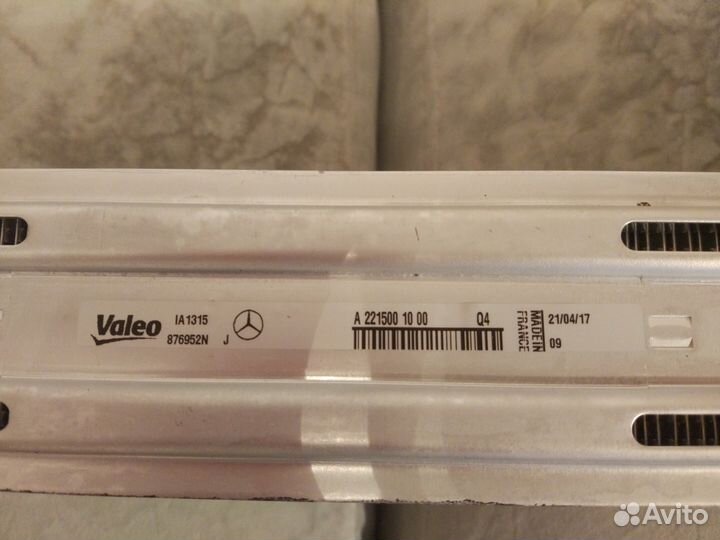 Valeo IA1315 A 221500 10 00 Q4 MADE IN FRANCE 21/04/17
876952N J 09
Avito